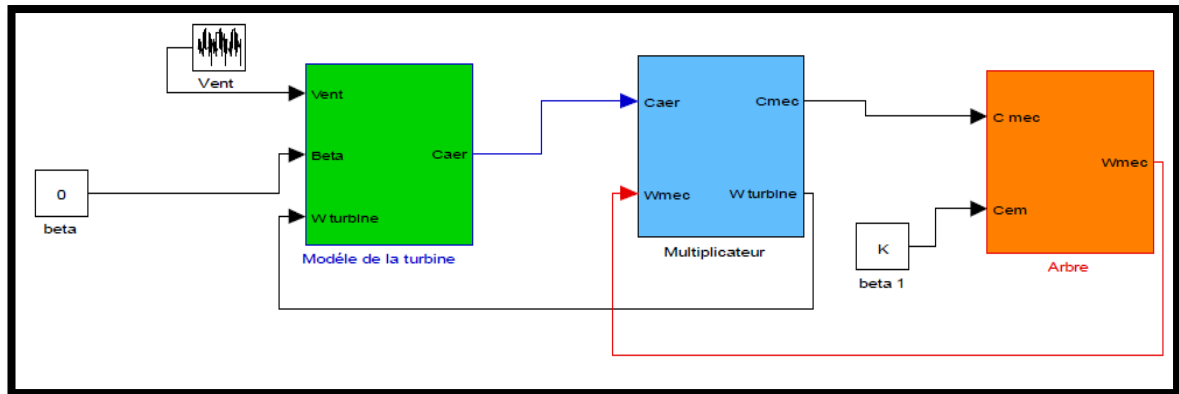 Vent
0
beta
Vent
Beta
W turbine
Caer
Modéle de la turbine
Caer
Wmec
Cmec
W turbine
Multiplicateur
K
beta 1
C mec
Cem
Wmec
Arbre